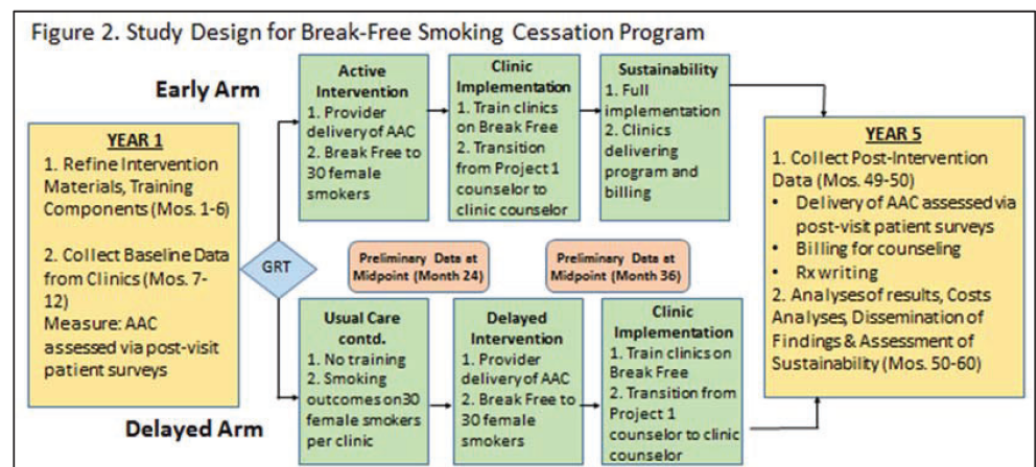 Figure 2. Study Design for Break-Free Smoking Cessation Program
Early Arm
YEAR 1
1. Refine Intervention
Materials, Training
Components (Mos. 1-6)
2. Collect Baseline Data
from Clinics (Mos. 7-
12)
Measure: AAC
assessed via post-visit
patient surveys
GRT
Active
Intervention
1. Provider
delivery of AAC
2. Break Free to
30 female
smokers
Clinic
Implementation
1. Train clinics
on Break Free
2. Transition
from Project 1
counselor to
clinic counselor
Sustainability
1. Full
implementation
2. Clinics
delivering
program and
billing
Preliminary Data at
Midpoint (Month 24)
Preliminary Data at
Midpoint (Month 36)
Delayed Arm
Usual Care
contd.
1. No training
2. Smoking
outcomes on 30
female smokers
per clinic
Delayed
Intervention
1. Provider
delivery of AAC
2. Break Free to
30 female
smokers
Clinic
Implementation
1. Train clinics on
Break Free
2. Transition from
Project 1
counselor to clinic
counselor
YEAR 5
1. Collect Post-Intervention
Data (Mos. 49-50)
• Delivery of AAC assessed via
post-visit patient surveys
• Billing for counseling
• Rx writing
2. Analyses of results, Costs
Analyses, Dissemination of
Findings & Assessment of
Sustainability (Mos. 50-60)